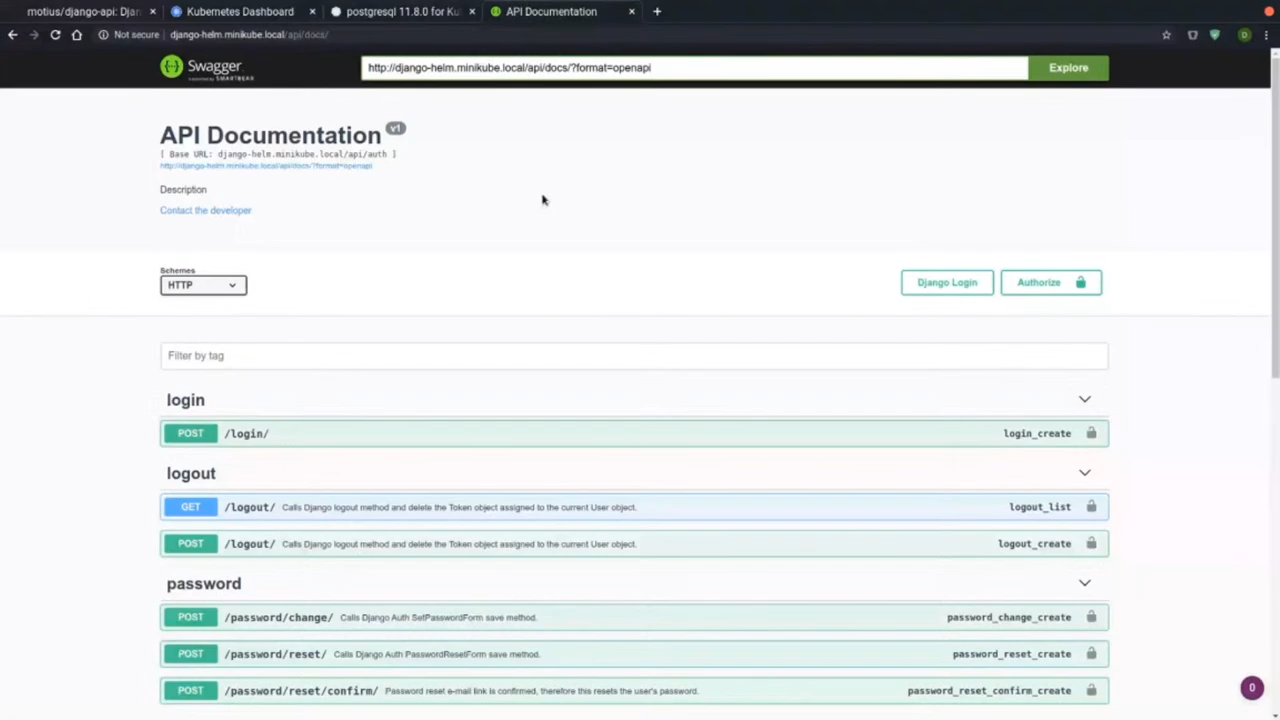 motius/django-api: Djan
Kubernetes Dashboard
postgresql 11.8.0 for Ku
API Documentation
Not secure
django-helm.minikube.local/api/docs/
D
Swagger
Supported by SMARTBEAR
http://django-helm.minikube.local/api/docs/?format=openapi
Explore
API Documentation v1
[ Base URL: django-helm.minikube.local/api/auth ]
http://django-helm.minikube.local/api/docs/?format=openapi
Description
Contact the developer
Schemes
HTTP
Django Login
Authorize
Filter by tag
login
POST /login/ login_create
logout
GET /logout/ Calls Django logout method and delete the Token object assigned to the current User object. logout_list
POST /logout/ Calls Django logout method and delete the Token object assigned to the current User object. logout_create
password
POST /password/change/ Calls Django Auth SetPasswordForm save method. password_change_create
POST /password/reset/ Calls Django Auth PasswordResetForm save method. password_reset_create
POST /password/reset/confirm/ Password reset e-mail link is confirmed, therefore this resets the user's password. password_reset_confirm_create
0